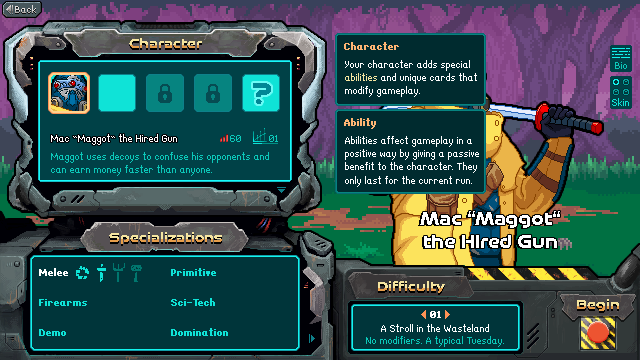 Back
Character
Mac "Maggot" the Hired Gun
60
01
Maggot uses decoys to confuse his opponents and
can earn money faster than anyone.
Character
Your character adds special
abilities and unique cards that
modify gameplay.
Ability
Abilities affect gameplay in a
positive way by giving a passive
benefit to the character. They
only last for the current run.
Bio
Skin
Mac "Maggot"
the Hired Gun
Specializations
Melee
Primitive
Firearms
Sci-Tech
Demo
Domination
Difficulty
01
A Stroll in the Wasteland
No modifiers. A typical Tuesday.
Begin